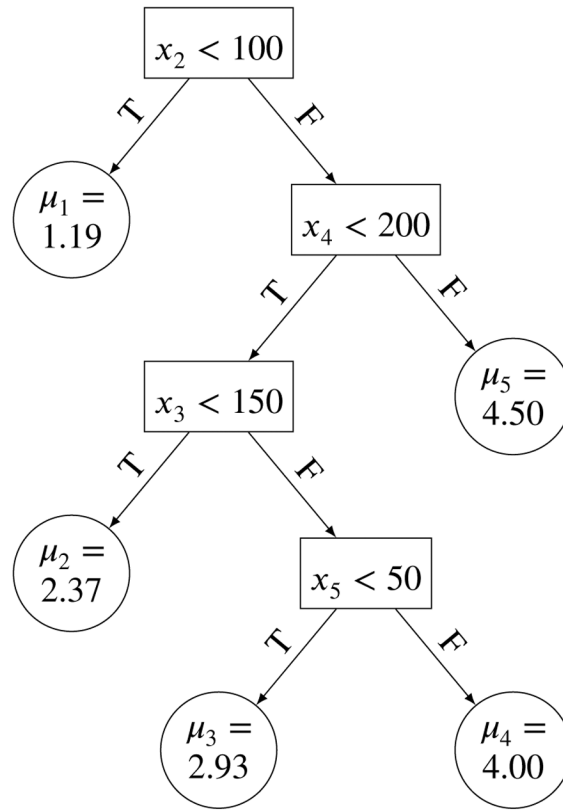 x₂ < 100
T
F
μ₁ =
1.19
x₄ < 200
T
F
x₃ < 150
μ₅ =
4.50
T
F
μ₂ =
2.37
x₅ < 50
T
F
μ₃ =
2.93
μ₄ =
4.00